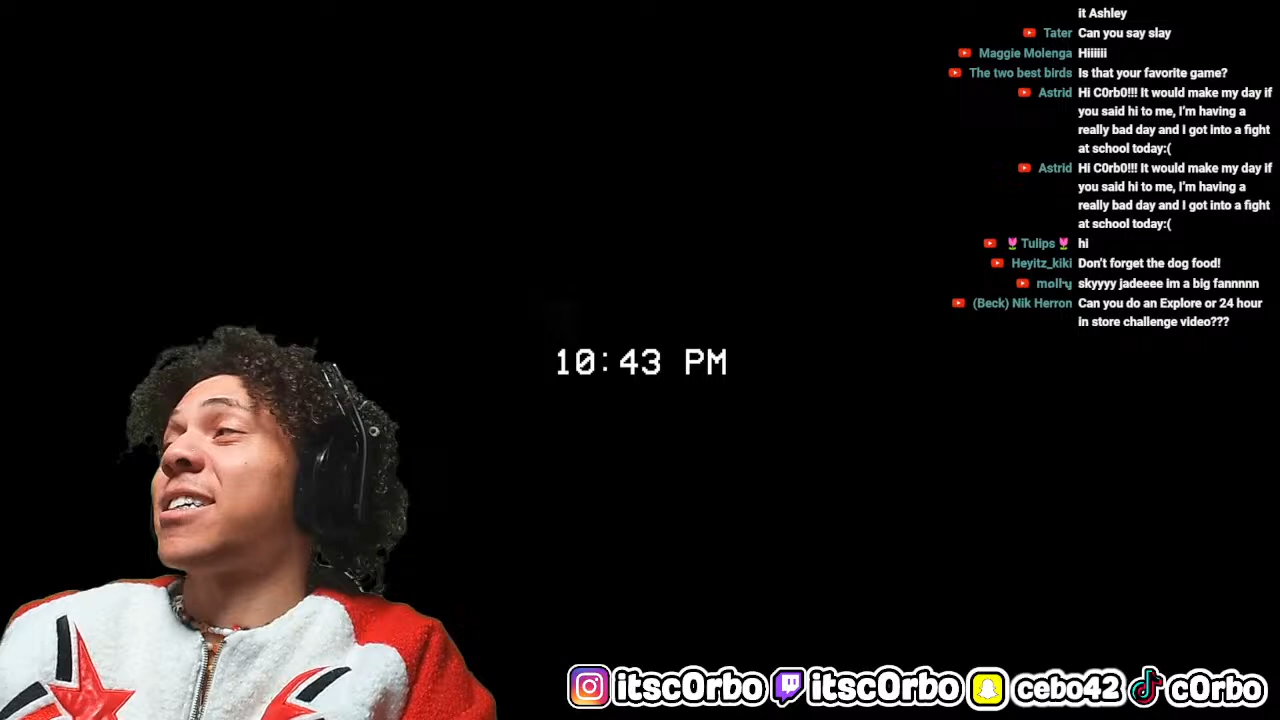 it Ashley
Tater Can you say slay
Maggie Molenga Hiiiiii
The two best birds Is that your favorite game?
Astrid Hi C0rb0!!! It would make my day if
you said hi to me, I'm having a
really bad day and I got into a fight
at school today:(
Astrid Hi C0rb0!!! It would make my day if
you said hi to me, I'm having a
really bad day and I got into a fight
at school today:(
🌷Tulips🌷 hi
Heyitz_kiki Don't forget the dog food!
molly skyyyy jadeeee im a big fannnnn
(Beck) Nik Herron Can you do an Explore or 24 hour
in store challenge video???
10:43 PM
itsc0rbo itsc0rbo cebo42 c0rbo